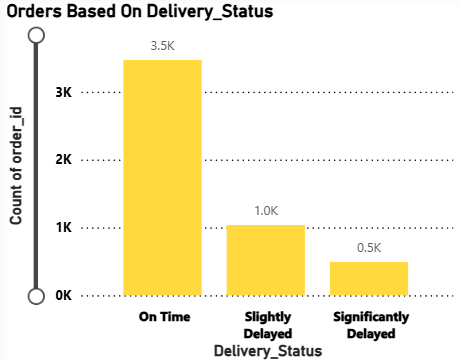 Orders Based On Delivery_Status
3.5K
3K
2K
1.0K
1K
0.5K
0K
Count of order_id
On Time
Slightly
Delayed
Significantly
Delayed
Delivery_Status